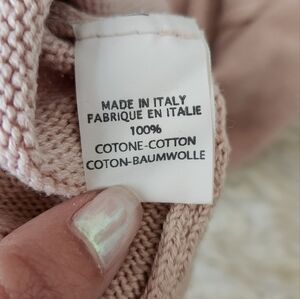 MADE IN ITALY
FABRIQUE EN ITALIE
100%
COTONE-COTTON
COTON-BAUMWOLLE